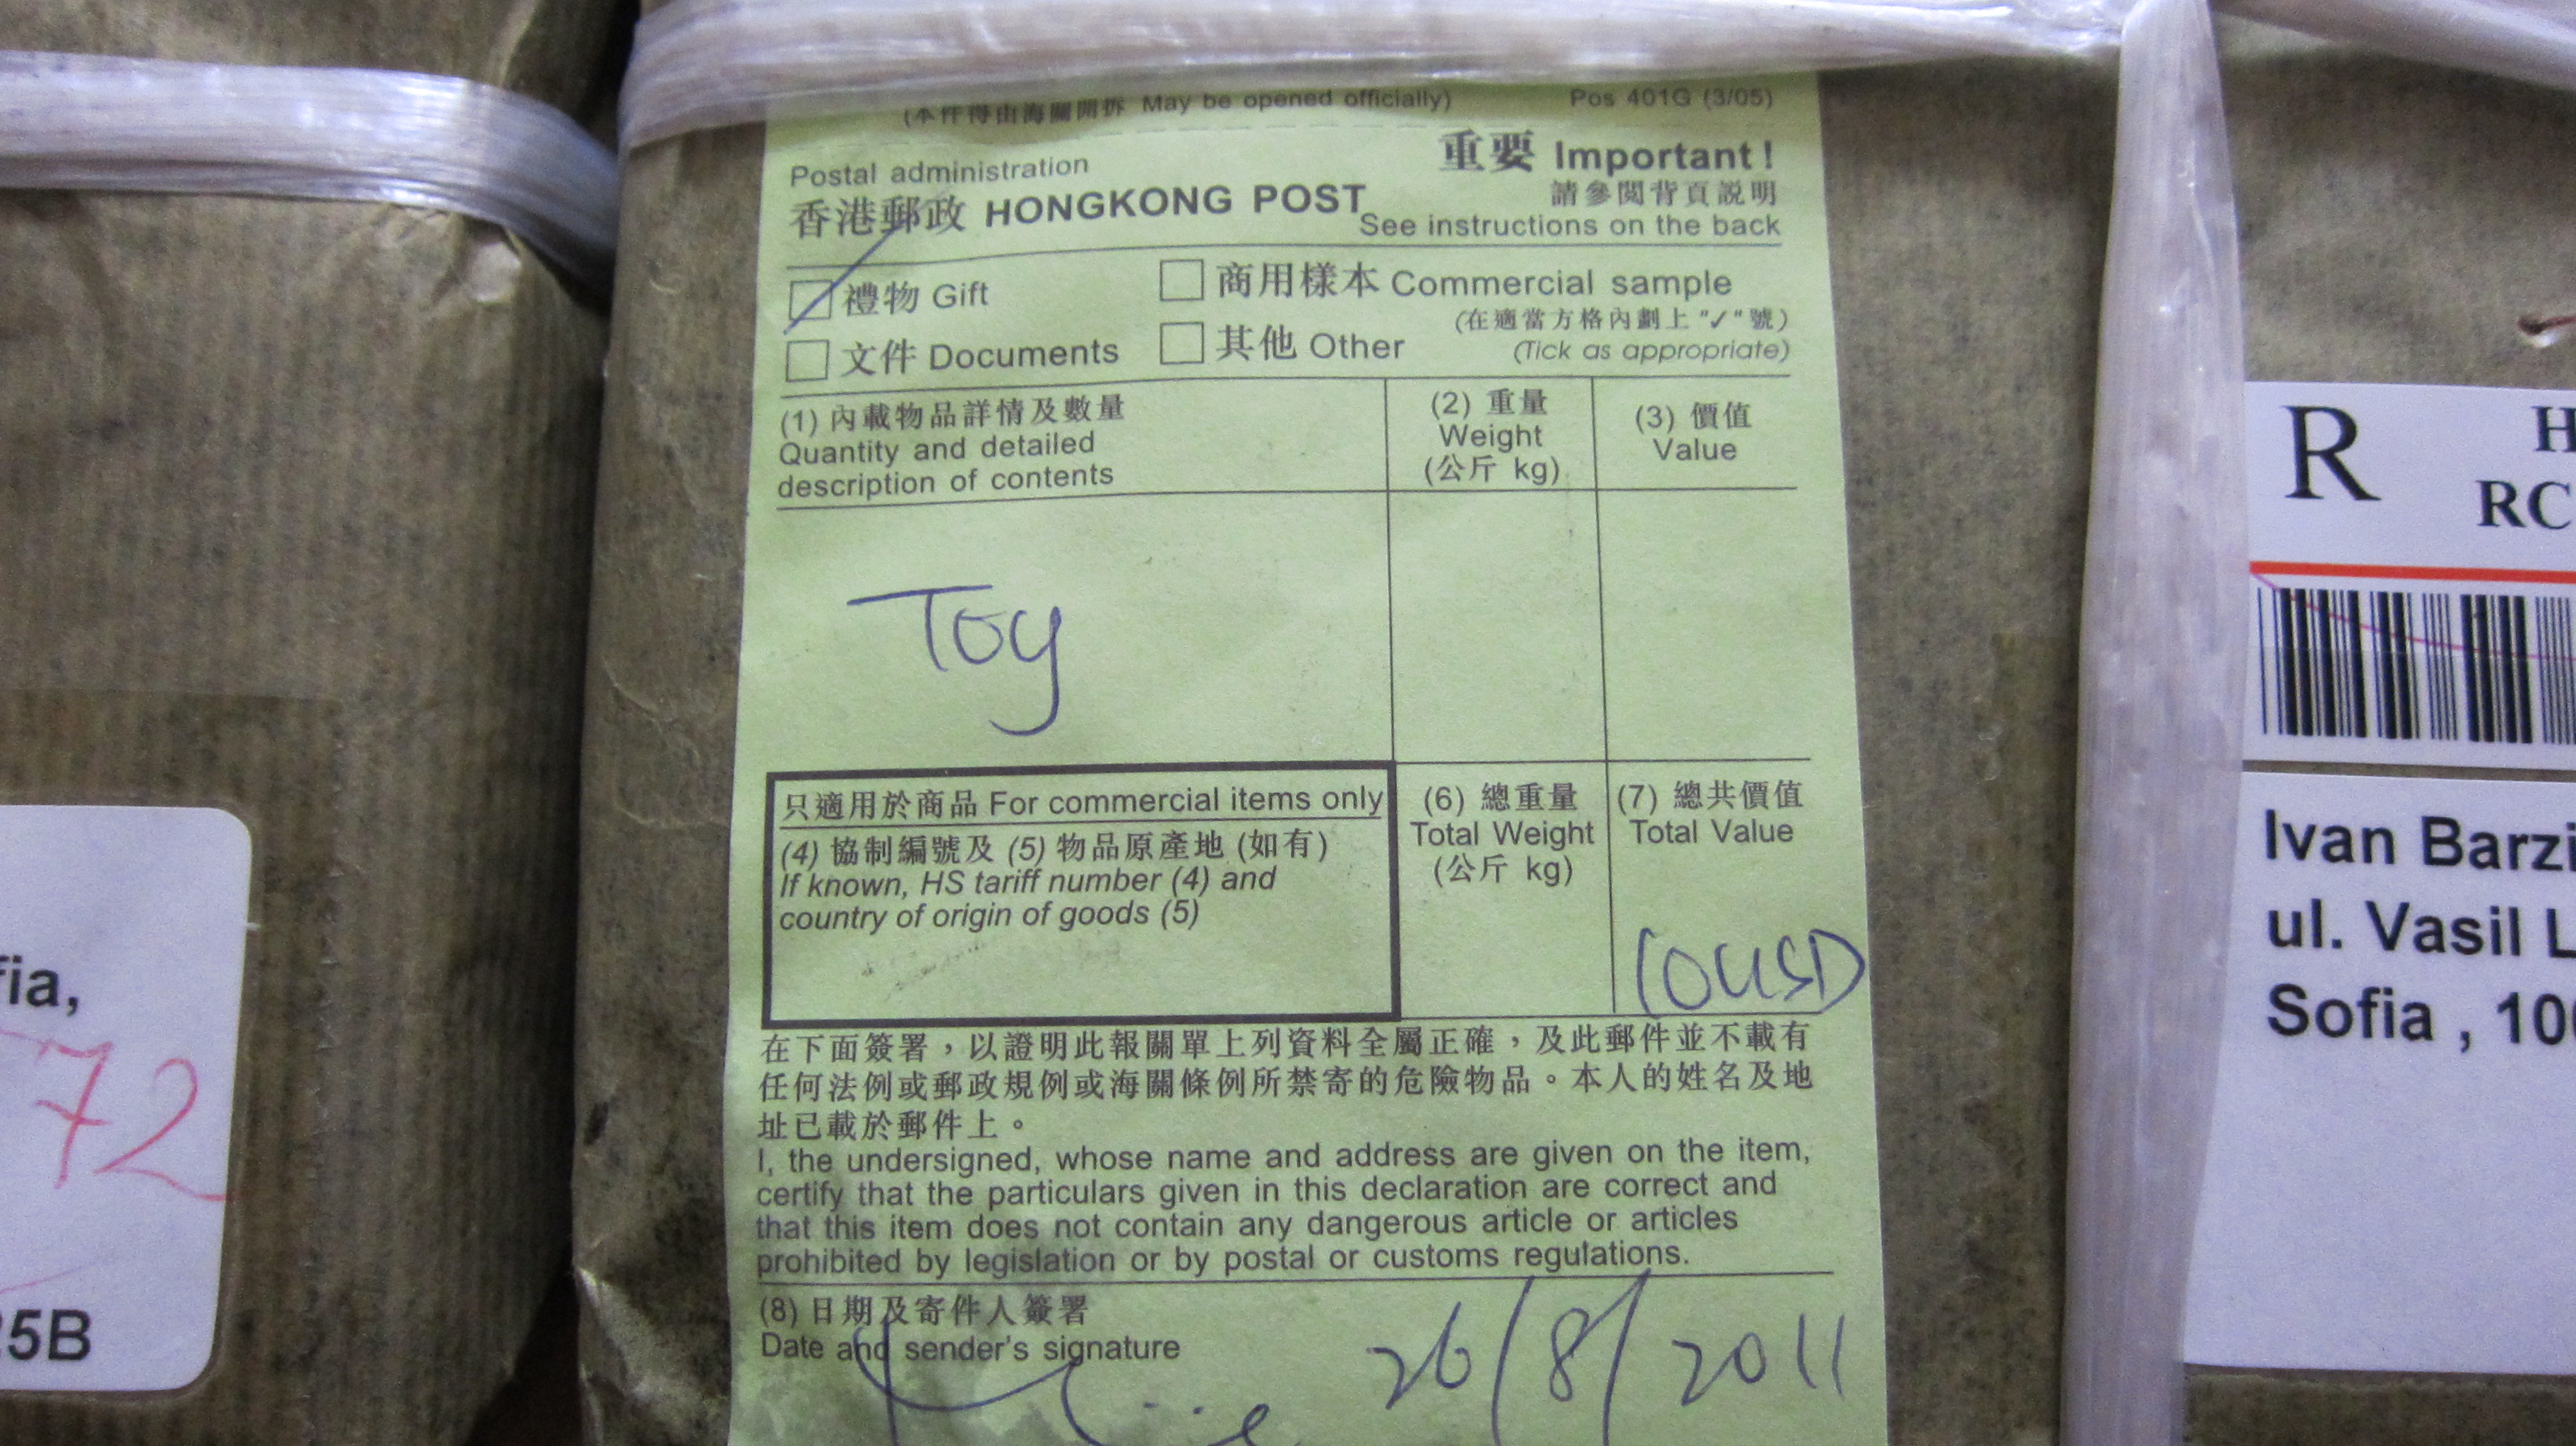 (本件得由海關開拆 May be opened officially) Pos 401G (3/05)
Postal administration
香港郵政 HONGKONG POST
重要 Important!
請參閱背頁説明
See instructions on the back
禮物 Gift
商用樣本 Commercial sample
文件 Documents
其他 Other
(在適當方格內劃上 "✓" 號)
(Tick as appropriate)
(1) 內載物品詳情及數量
Quantity and detailed
description of contents
(2) 重量
Weight
(公斤 kg)
(3) 價值
Value
Toy
只適用於商品 For commercial items only
(4) 協制編號及 (5) 物品原產地 (如有)
If known, HS tariff number (4) and
country of origin of goods (5)
(6) 總重量
Total Weight
(公斤 kg)
(7) 總共價值
Total Value
10USD
在下面簽署，以證明此報關單上列資料全屬正確，及此郵件並不載有
任何法例或郵政規例或海關條例所禁寄的危險物品。本人的姓名及地
址已載於郵件上。
I, the undersigned, whose name and address are given on the item,
certify that the particulars given in this declaration are correct and
that this item does not contain any dangerous article or articles
prohibited by legislation or by postal or customs regulations.
(8) 日期及寄件人簽署
Date and sender's signature
26/8/2011
R H
RC
Ivan Barzi
ul. Vasil L
Sofia , 10
fia,
72
25B